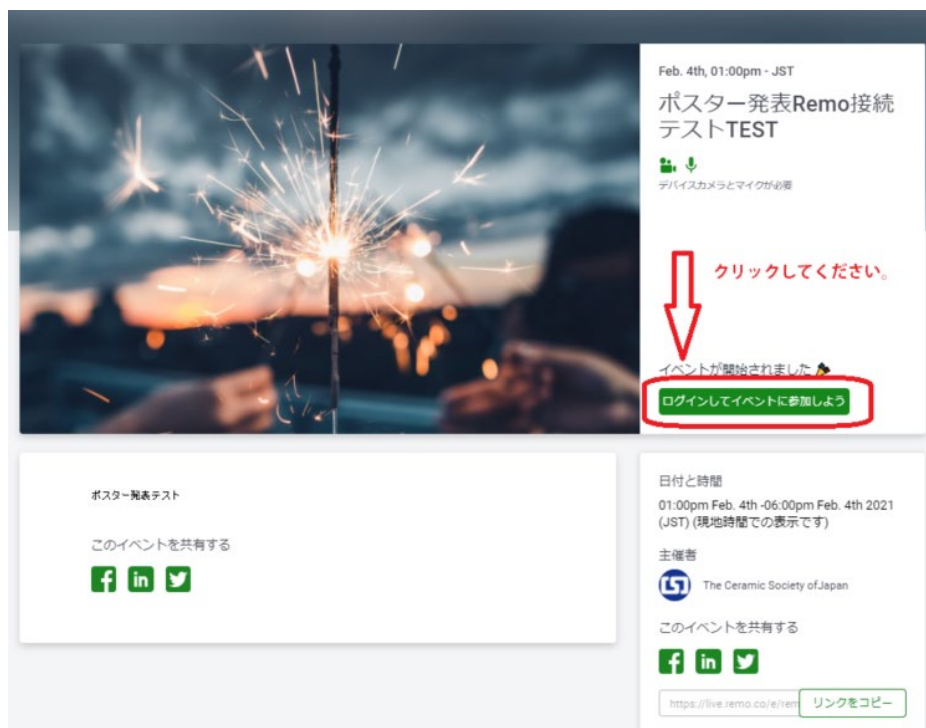 Feb. 4th, 01:00pm - JST
ポスター発表Remo接続
テストTEST
デバイスカメラとマイクが必要
クリックしてください。
イベントが開始されました
ログインしてイベントに参加しよう
ポスター発表テスト
このイベントを共有する
日付と時間
01:00pm Feb. 4th -06:00pm Feb. 4th 2021
(JST) (現地時間での表示です)
主催者
The Ceramic Society ofJapan
このイベントを共有する
https://live.remo.co/e/rem
リンクをコピー